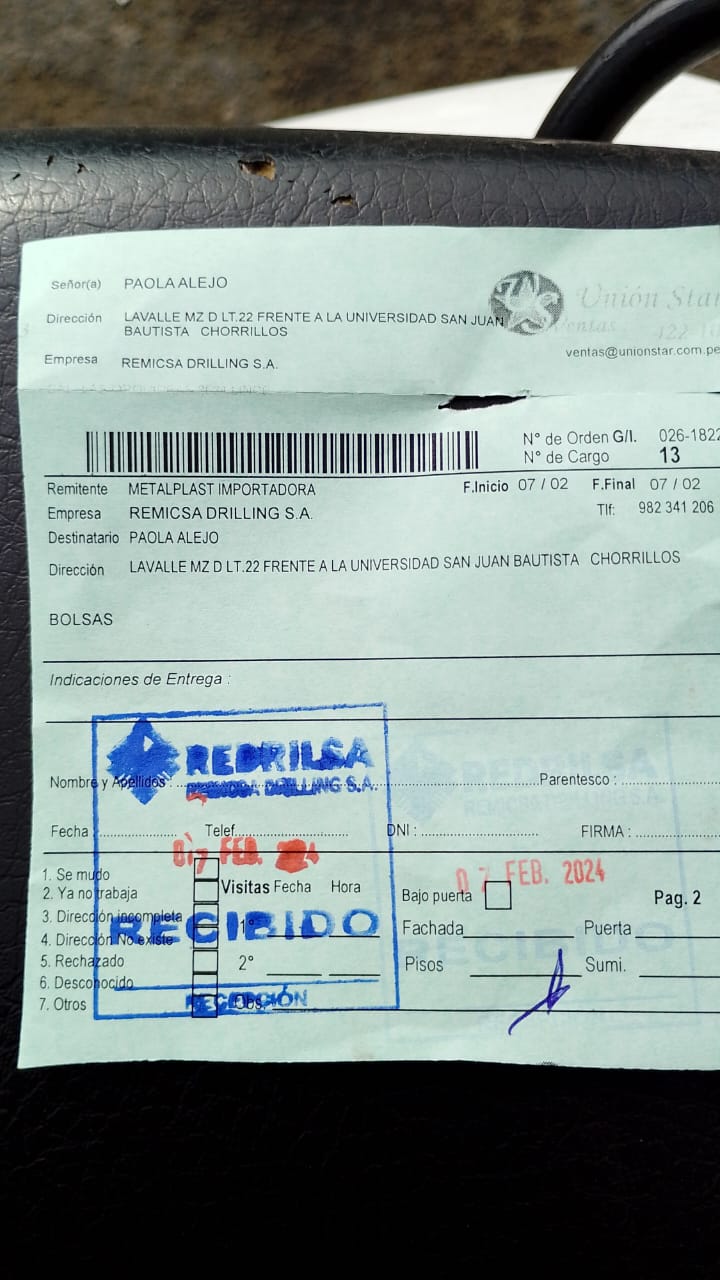 Señor(a) PAOLA ALEJO
Dirección LAVALLE MZ D LT.22 FRENTE A LA UNIVERSIDAD SAN JUAN
BAUTISTA CHORRILLOS
Empresa REMICSA DRILLING S.A.
Unión Star
Ventas 422
ventas@unionstar.com.pe
N° de Orden G/I. 026-1822
N° de Cargo 13
Remitente METALPLAST IMPORTADORA F.Inicio 07 / 02 F.Final 07 / 02
Empresa REMICSA DRILLING S.A. Tlf: 982 341 206
Destinatario PAOLA ALEJO
Dirección LAVALLE MZ D LT.22 FRENTE A LA UNIVERSIDAD SAN JUAN BAUTISTA CHORRILLOS
BOLSAS
Indicaciones de Entrega :
REDRILSA
DRILLING S.A.
Nombre y Apellidos : Parentesco :
Fecha Telef. DNI : FIRMA :
07 FEB.
07 FEB. 2024
1. Se mudo
2. Ya no trabaja Visitas Fecha Hora Bajo puerta Pag. 2
3. Dirección incompleta 1° Fachada Puerta
4. Dirección No existe
RECIBIDO
5. Rechazado 2° Pisos Sumi.
6. Desconocido
7. Otros Obs.
RECEPCIÓN